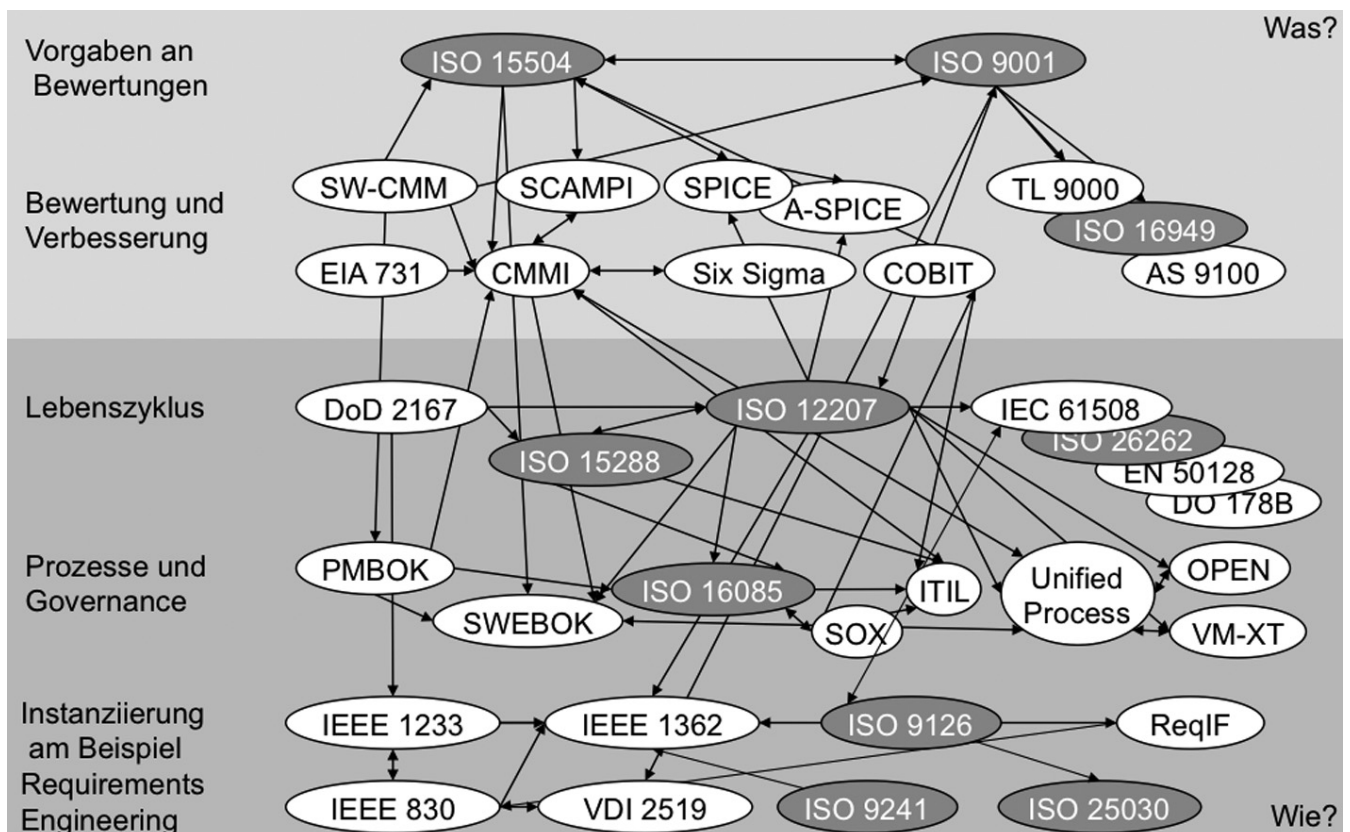 Was?
Vorgaben an
Bewertungen
ISO 15504
ISO 9001
Bewertung und
Verbesserung
SW-CMM
SCAMPI
SPICE
A-SPICE
TL 9000
ISO 16949
AS 9100
EIA 731
CMMI
Six Sigma
COBIT
Lebenszyklus
DoD 2167
ISO 12207
IEC 61508
ISO 26262
EN 50128
DO 178B
ISO 15288
Prozesse und
Governance
PMBOK
ISO 16085
ITIL
Unified
Process
OPEN
SWEBOK
SOX
VM-XT
Instanziierung
am Beispiel
Requirements
Engineering
IEEE 1233
IEEE 1362
ISO 9126
ReqIF
IEEE 830
VDI 2519
ISO 9241
ISO 25030
Wie?